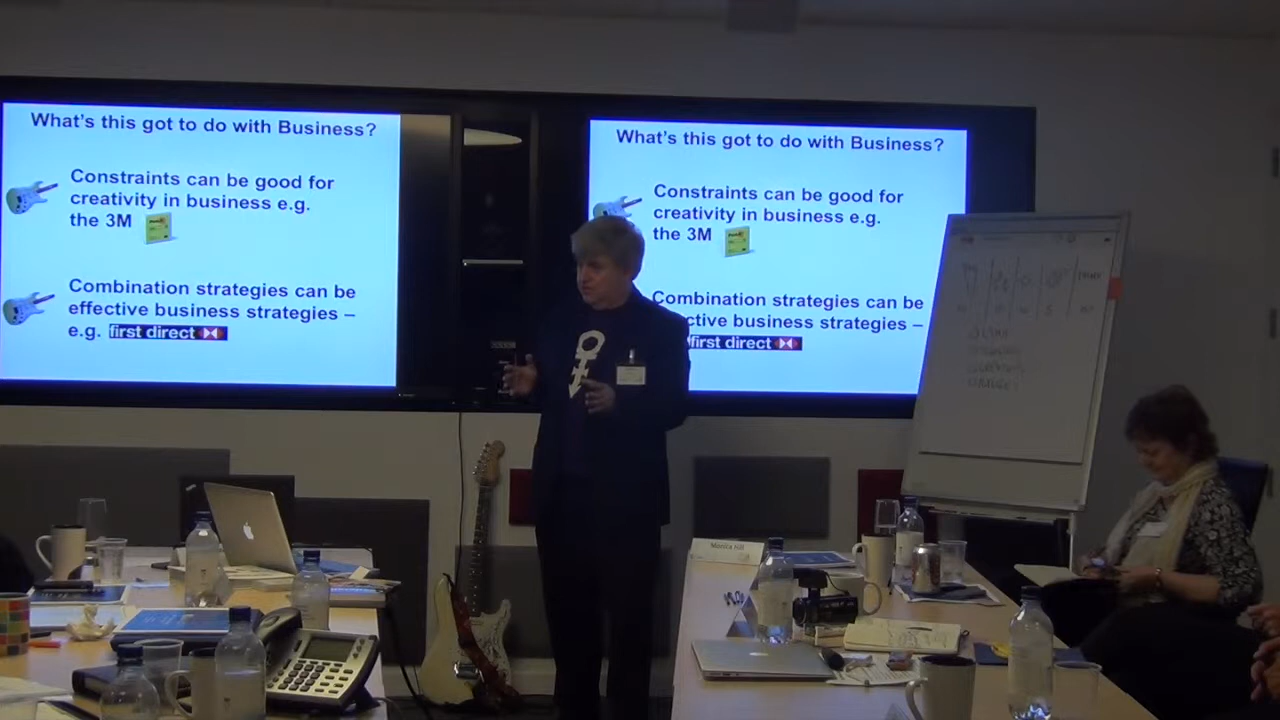 What's this got to do with Business?
Constraints can be good for
creativity in business e.g.
the 3M
Combination strategies can be
effective business strategies –
e.g. first direct
What's this got to do with Business?
Constraints can be good for
creativity in business e.g.
the 3M
Combination strategies can be
ctive business strategies –
first direct
Monica Hill